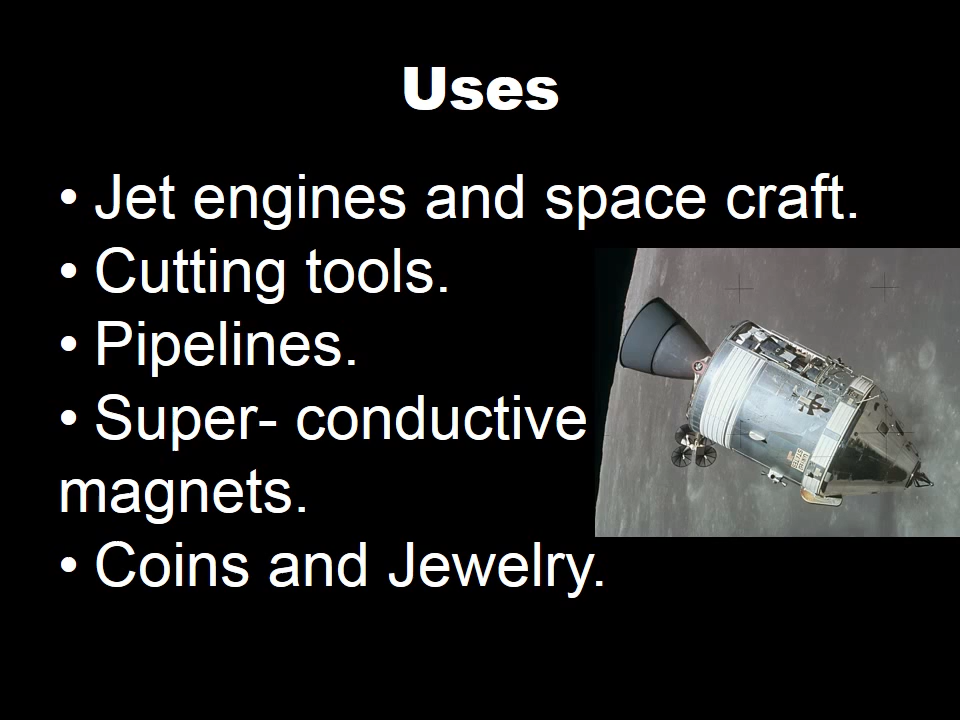 Uses
• Jet engines and space craft.
• Cutting tools.
• Pipelines.
• Super- conductive
magnets.
• Coins and Jewelry.